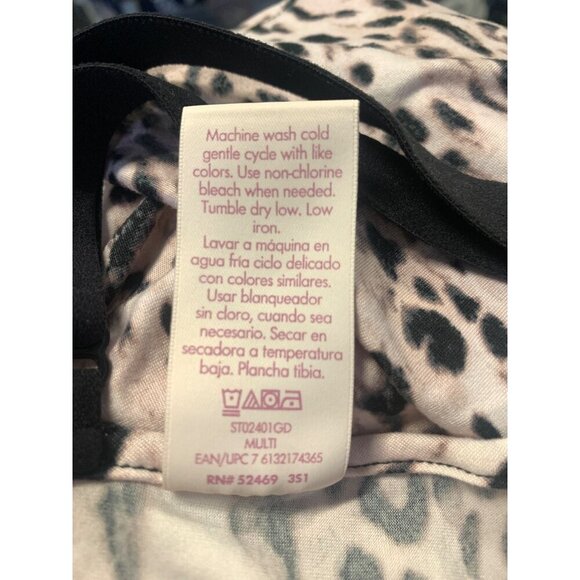 Machine wash cold
gentle cycle with like
colors. Use non-chlorine
bleach when needed.
Tumble dry low. Low
iron.
Lavar a máquina en
agua fría ciclo delicado
con colores similares.
Usar blanqueador
sin cloro, cuando sea
necesario. Secar en
secadora a temperatura
baja. Plancha tibia.
ST02401GD
MULTI
EAN/UPC 7 6132174365
RN# 52469 3S1